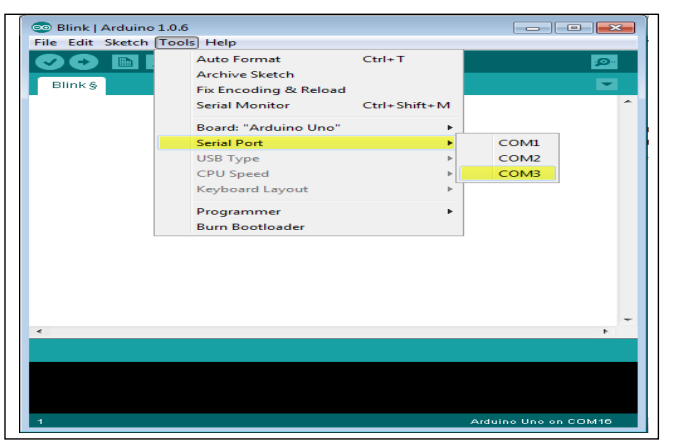 Blink | Arduino 1.0.6
File Edit Sketch Tools Help
Blink §
Auto Format Ctrl+T
Archive Sketch
Fix Encoding & Reload
Serial Monitor Ctrl+Shift+M
Board: "Arduino Uno"
Serial Port
USB Type
CPU Speed
Keyboard Layout
Programmer
Burn Bootloader
COM1
COM2
COM3
1 Arduino Uno on COM16